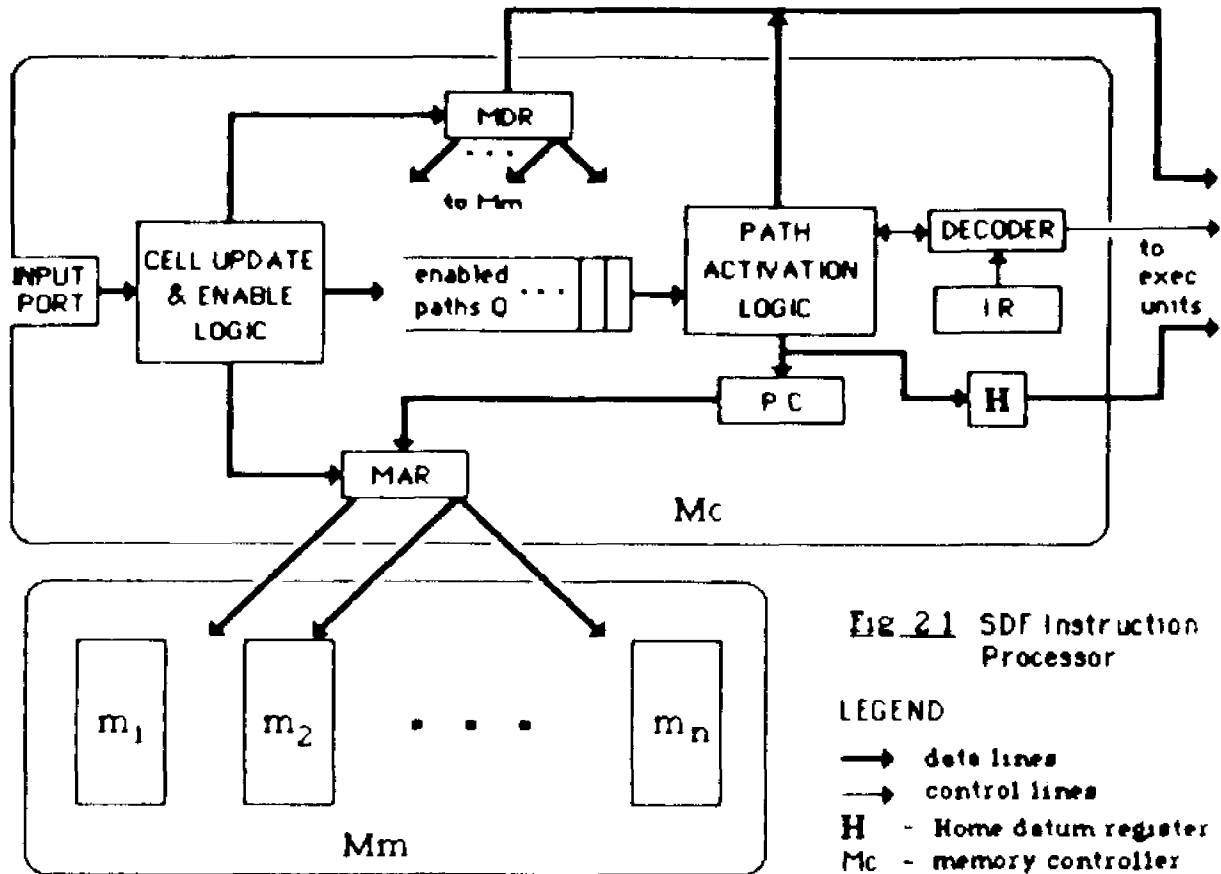 MDR
. . .
to Mm
INPUT
PORT
CELL UPDATE
& ENABLE
LOGIC
enabled . . .
paths Q
PATH
ACTIVATION
LOGIC
DECODER
IR
to
exec
units
PC
H
MAR
Mc
m1
m2
. . .
mn
Mm
Fig 2.1 SDF Instruction
Processor
LEGEND
data lines
control lines
H - Home datum register
Mc - memory controller